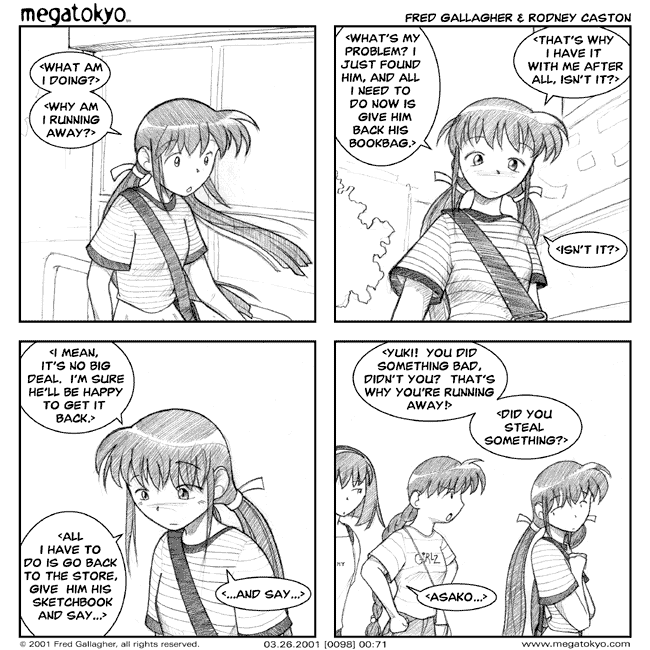 megatokyo
FRED GALLAGHER & RODNEY CASTON
<WHAT AM
I DOING?>
<WHY AM
I RUNNING
AWAY?>
<WHAT'S MY
PROBLEM? I
JUST FOUND
HIM, AND ALL
I NEED TO
DO NOW IS
GIVE HIM
BACK HIS
BOOKBAG.>
<THAT'S WHY
I HAVE IT
WITH ME AFTER
ALL, ISN'T IT?>
<ISN'T IT?>
<I MEAN,
IT'S NO BIG
DEAL. I'M SURE
HE'LL BE HAPPY
TO GET IT
BACK.>
<ALL
I HAVE TO
DO IS GO BACK
TO THE STORE,
GIVE HIM HIS
SKETCHBOOK
AND SAY...>
<...AND SAY...>
<YUKI! YOU DID
SOMETHING BAD,
DIDN'T YOU? THAT'S
WHY YOU'RE RUNNING
AWAY!>
<DID YOU
STEAL
SOMETHING?>
GIRLZ
<ASAKO...>
© 2001 Fred Gallagher, all rights reserved.
03.26.2001 [0098] 00:71
www.megatokyo.com